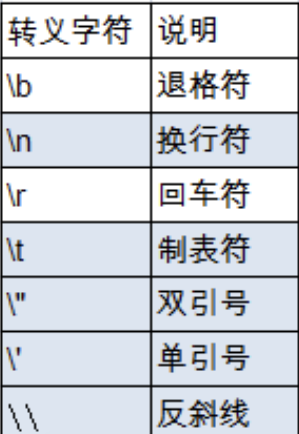 转义字符 说明
\b 退格符
\n 换行符
\r 回车符
\t 制表符
\" 双引号
\' 单引号
\\ 反斜线